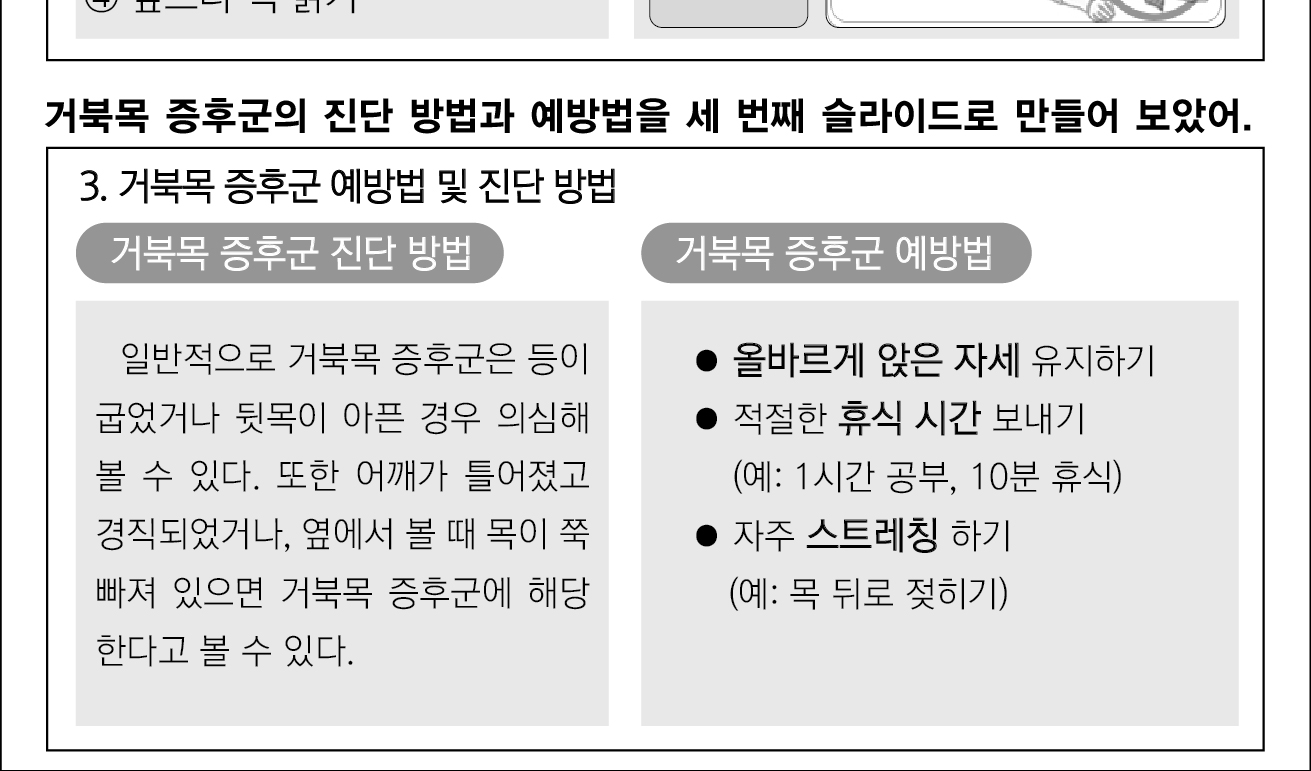 거북목 증후군의 진단 방법과 예방법을 세 번째 슬라이드로 만들어 보았어.
3. 거북목 증후군 예방법 및 진단 방법
거북목 증후군 진단 방법
일반적으로 거북목 증후군은 등이
굽었거나 뒷목이 아픈 경우 의심해
볼 수 있다. 또한 어깨가 틀어졌고
경직되었거나, 옆에서 볼 때 목이 쭉
빠져 있으면 거북목 증후군에 해당
한다고 볼 수 있다.
거북목 증후군 예방법
● 올바르게 앉은 자세 유지하기
● 적절한 휴식 시간 보내기
(예: 1시간 공부, 10분 휴식)
● 자주 스트레칭 하기
(예: 목 뒤로 젖히기)